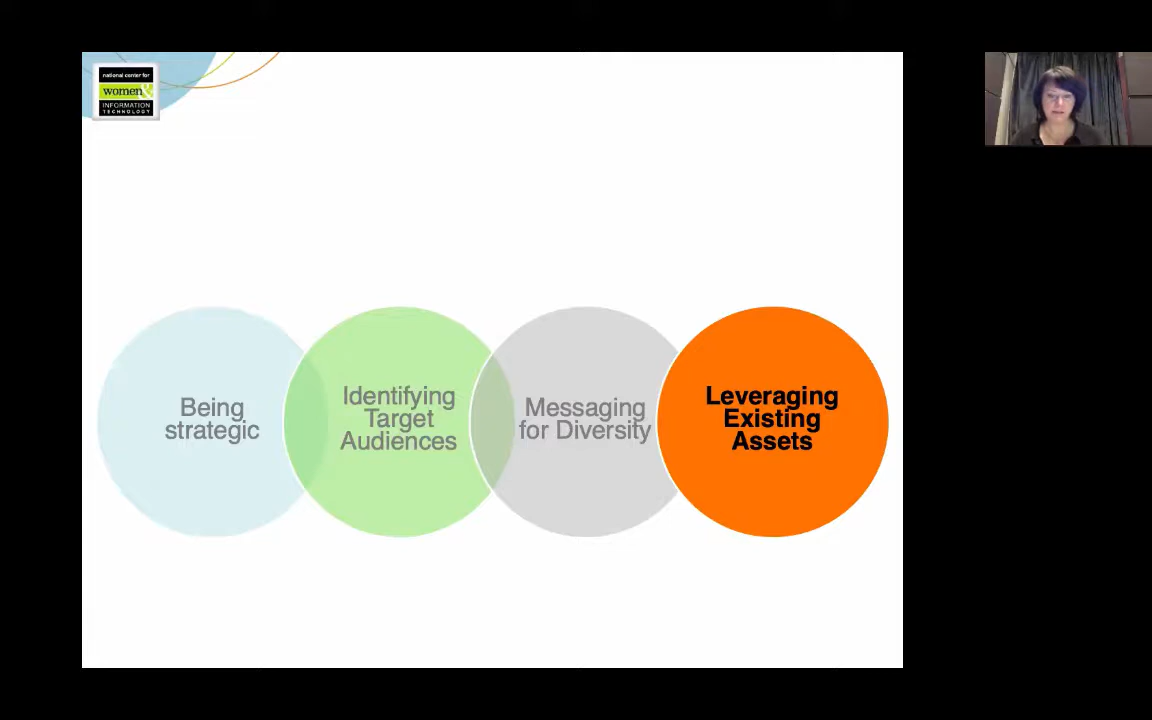 national center for
women&
INFORMATION
TECHNOLOGY
Being
strategic
Identifying
Target
Audiences
Messaging
for Diversity
Leveraging
Existing
Assets